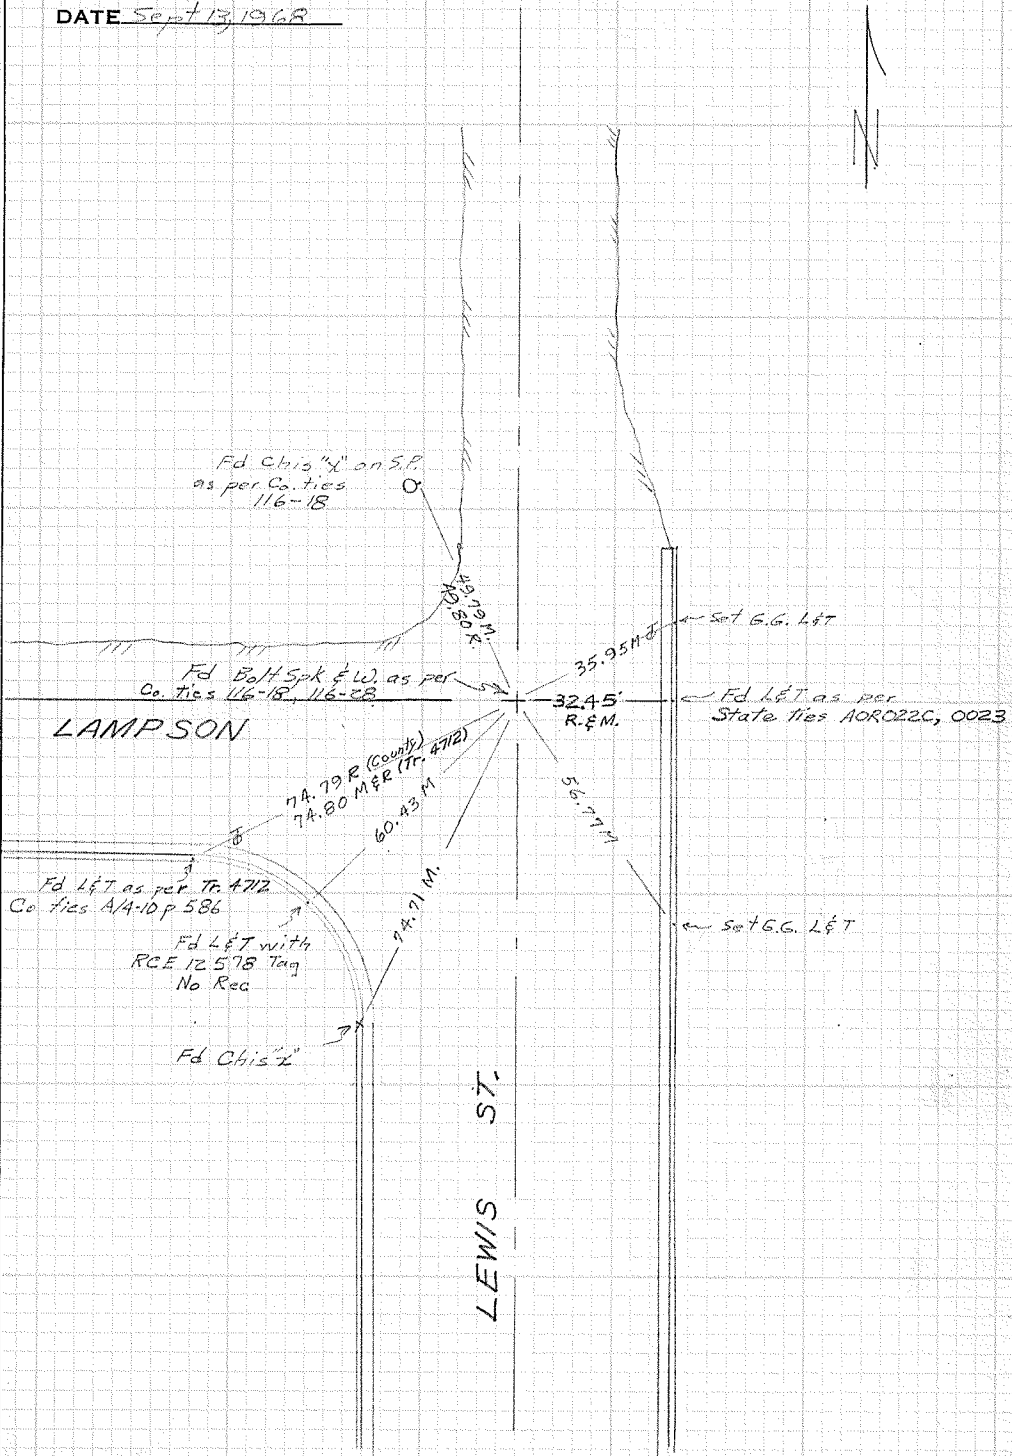 DATE Sept 13, 1968
N
Fd Chis "x" on S.P.
as per Co. ties
116-18
49.79 M.
49.80 R.
Set G.G. L&T
35.95 M
Fd Bolt Spk & W. as per
Co. ties 116-18, 116-28
32.45'
R.&M.
Fd L&T as per
State ties AOR022C, 0023
LAMPSON
74.79 R (County)
74.80 M&R (Tr. 4712)
60.43 M
56.77 M
74.71 M.
Fd L&T as per Tr. 4712
Co ties A/4-10 p 586
Set G.G. L&T
Fd L&T with
RCE 12578 Tag
No Rec
Fd Chis "x"
LEWIS ST.